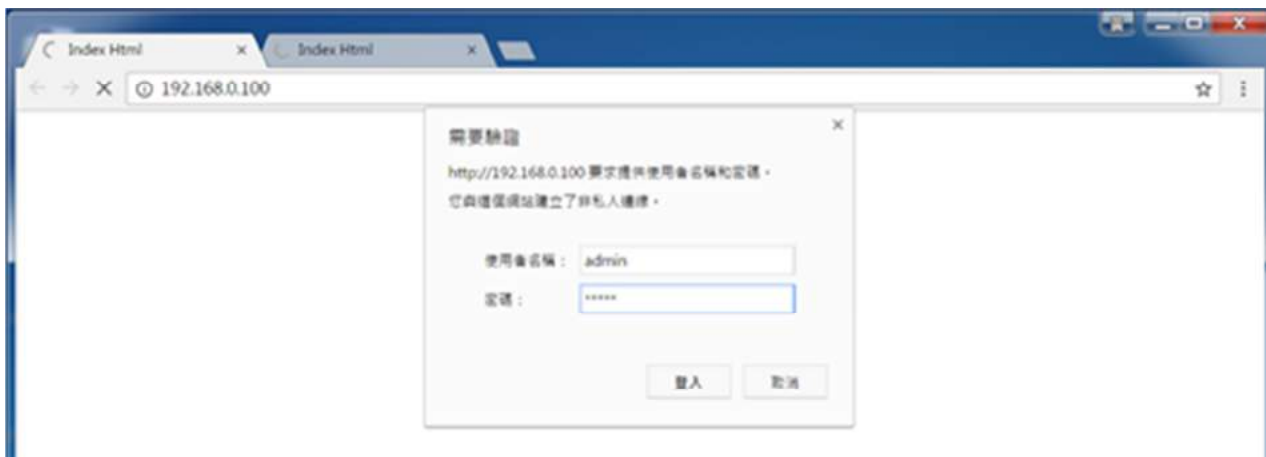 Index Html
Index Html
192.168.0.100
需要驗證
http://192.168.0.100 要求提供使用者名稱和密碼。
您與這個網站建立了非私人連線。
使用者名稱： admin
密碼： *****
登入 取消